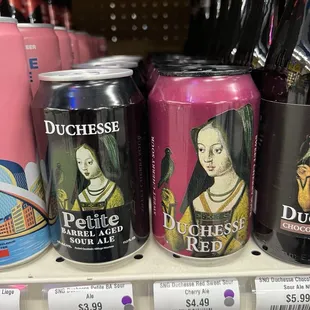 DUCHESSE
Petite
BARREL AGED
SOUR ALE
DUCHESSE
RED
DU
CHOCO
Liege
SNG Duchesse Petite BA Sour
Ale
$3.99
SNG Duchesse Red Sweet Sour
Cherry Ale
$4.49
SNG Duchesse Choco
Sour Ale N
$5.99